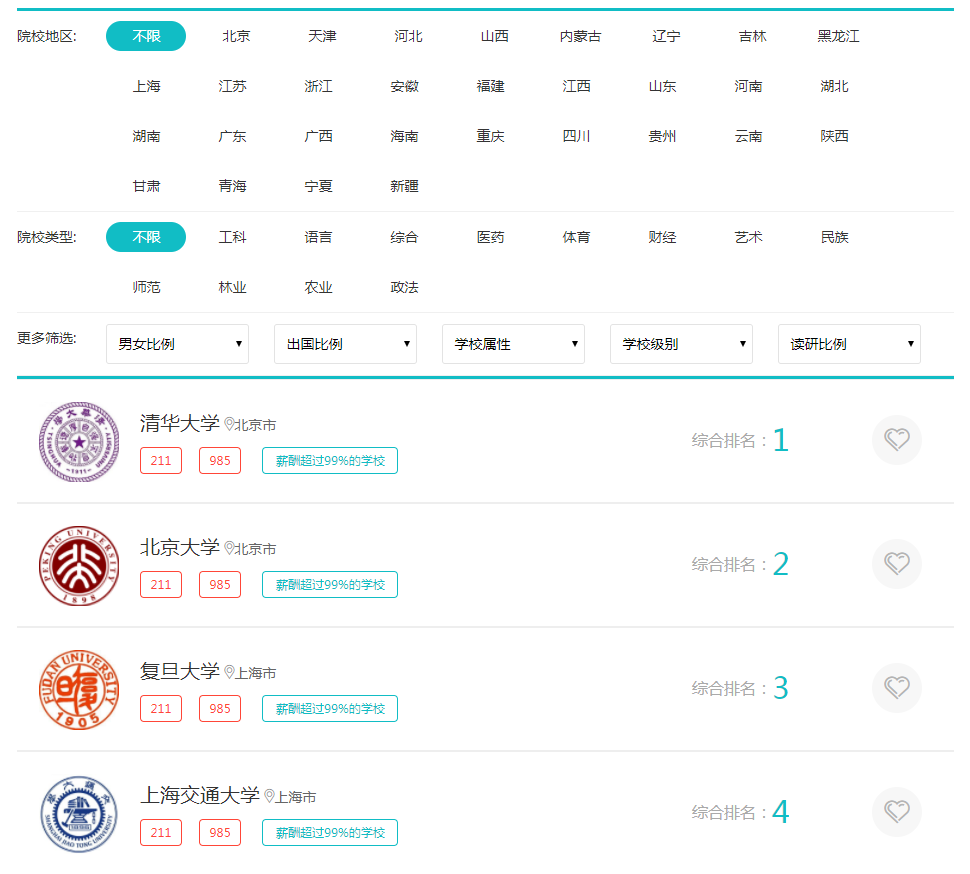 院校地区: 不限 北京 天津 河北 山西 内蒙古 辽宁 吉林 黑龙江
上海 江苏 浙江 安徽 福建 江西 山东 河南 湖北
湖南 广东 广西 海南 重庆 四川 贵州 云南 陕西
甘肃 青海 宁夏 新疆
院校类型: 不限 工科 语言 综合 医药 体育 财经 艺术 民族
师范 林业 农业 政法
更多筛选: 男女比例 出国比例 学校属性 学校级别 读研比例
清华大学 北京市
211 985 薪酬超过99%的学校
综合排名：1
TSINGHUA UNIVERSITY
1911
北京大学 北京市
211 985 薪酬超过99%的学校
综合排名：2
PEKING UNIVERSITY
1898
复旦大学 上海市
211 985 薪酬超过99%的学校
综合排名：3
FUDAN UNIVERSITY
1905
上海交通大学 上海市
211 985 薪酬超过99%的学校
综合排名：4
SHANGHAI JIAO TONG UNIVERSITY